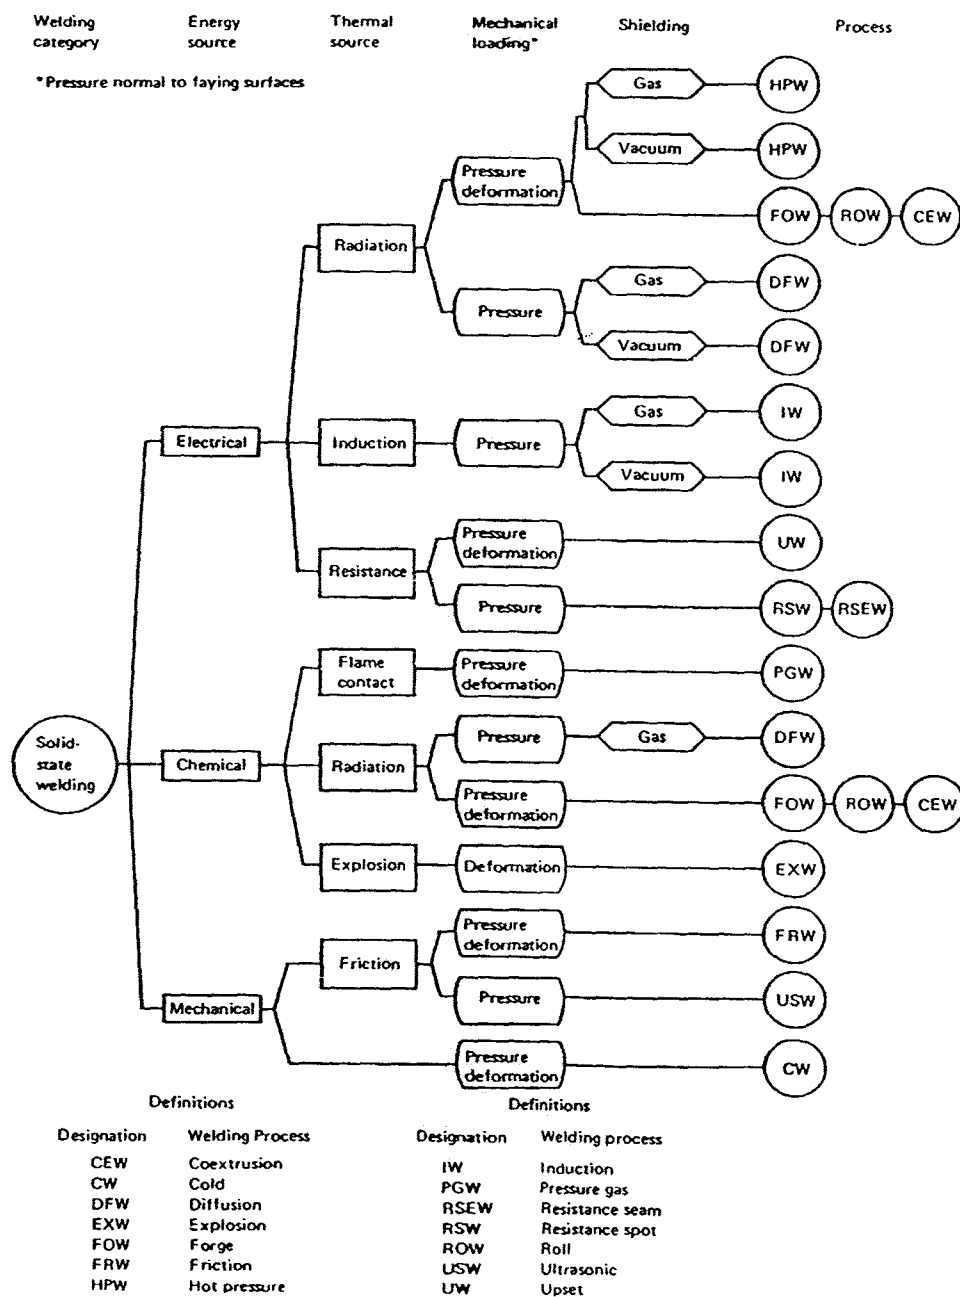 Welding category
Energy source
Thermal source
Mechanical loading*
Shielding
Process
*Pressure normal to faying surfaces
Gas
HPW
Vacuum
HPW
Pressure deformation
FOW
ROW
CEW
Radiation
Gas
DFW
Pressure
Vacuum
DFW
Gas
IW
Electrical
Induction
Pressure
Vacuum
IW
Pressure deformation
UW
Resistance
Pressure
RSW
RSEW
Flame contact
Pressure deformation
PGW
Solid-state welding
Chemical
Radiation
Pressure
Gas
DFW
Pressure deformation
FOW
ROW
CEW
Explosion
Deformation
EXW
Pressure deformation
FRW
Friction
Pressure
USW
Mechanical
Pressure deformation
CW
Definitions
Designation Welding Process
CEW Coextrusion
CW Cold
DFW Diffusion
EXW Explosion
FOW Forge
FRW Friction
HPW Hot pressure
Definitions
Designation Welding process
IW Induction
PGW Pressure gas
RSEW Resistance seam
RSW Resistance spot
ROW Roll
USW Ultrasonic
UW Upset